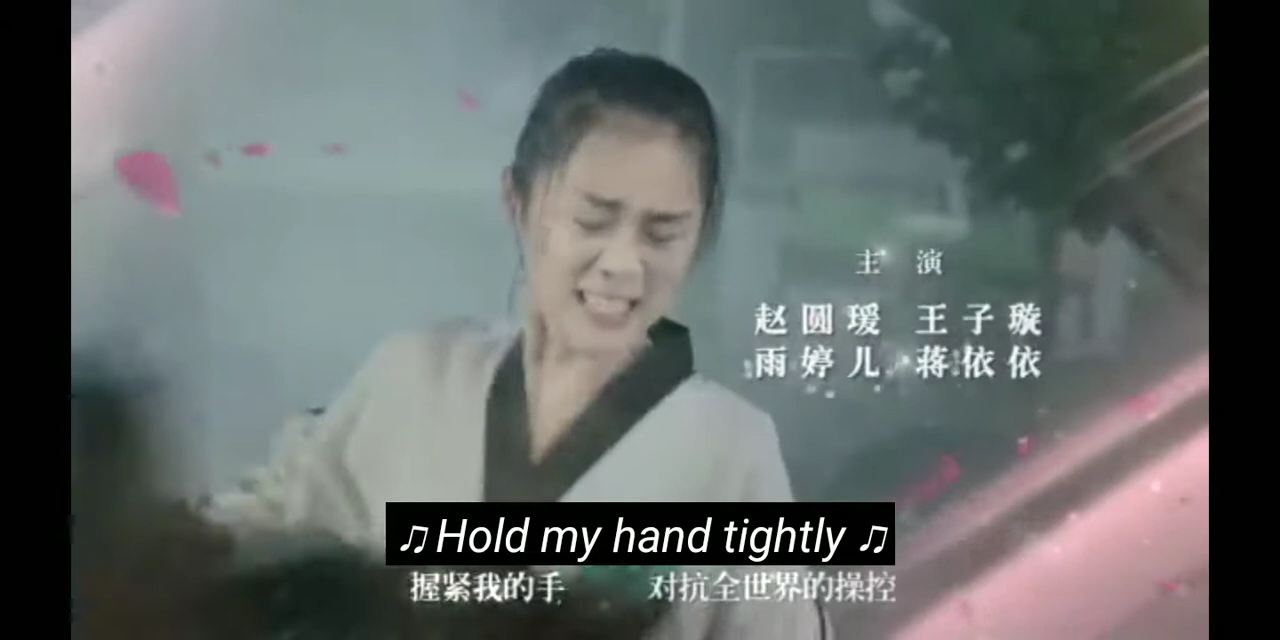 主 演
赵圆瑗 王子璇
雨婷儿 蒋依依
♫Hold my hand tightly ♫
握紧我的手 对抗全世界的操控